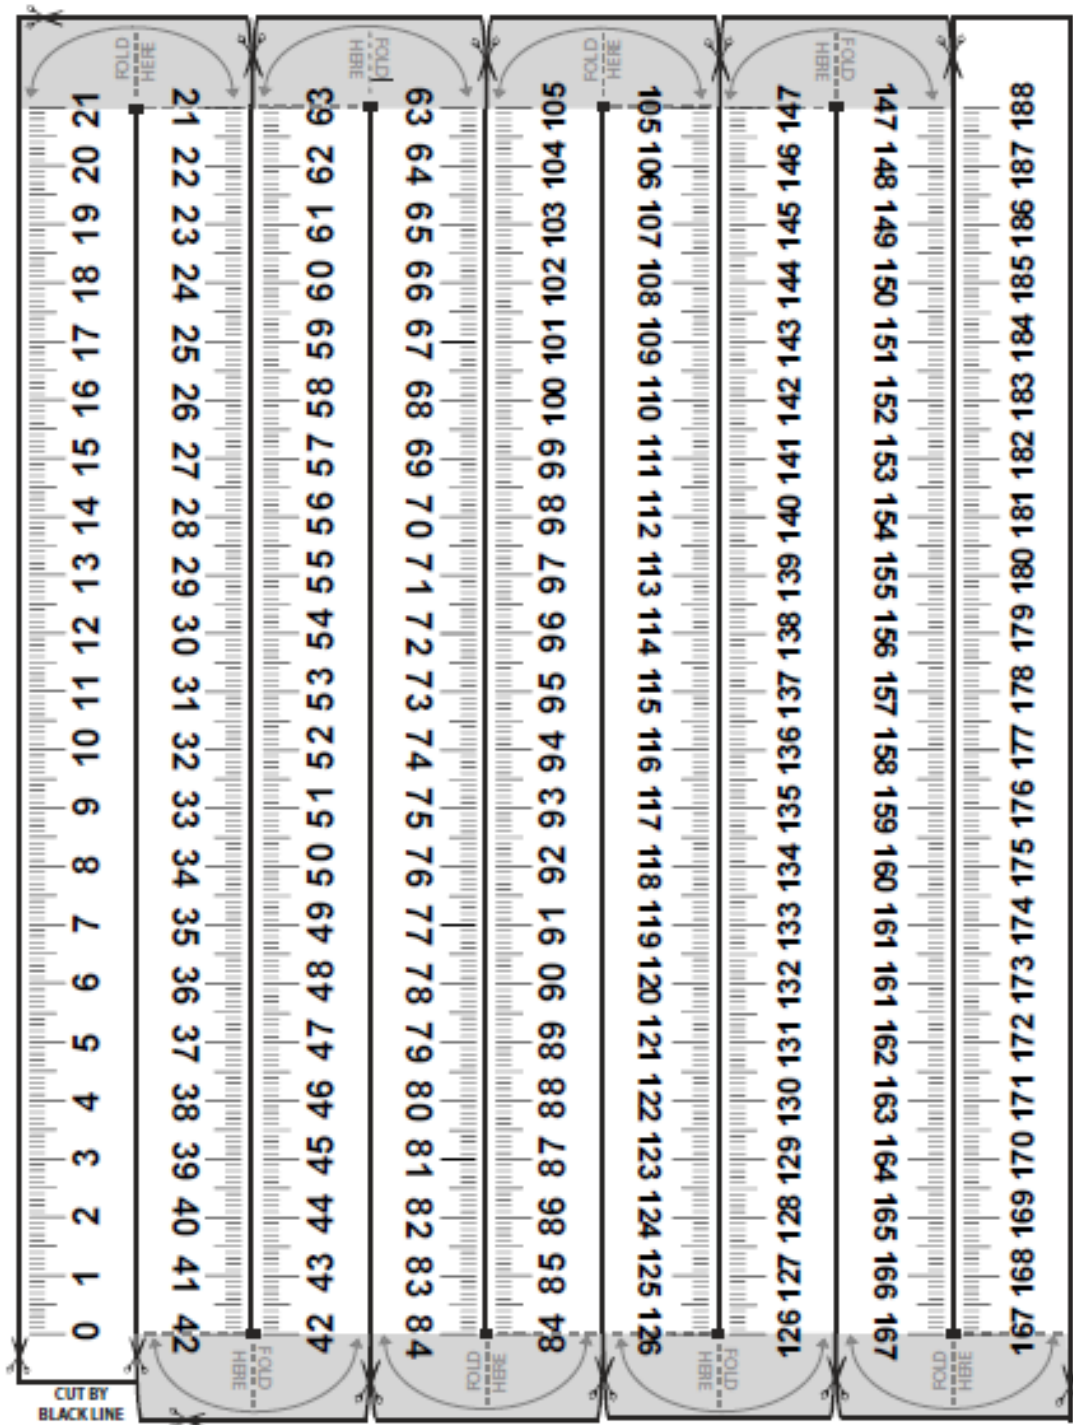 FOLD
HERE
FOLD
HERE
FOLD
HERE
FOLD
HERE
0 1 2 3 4 5 6 7 8 9 10 11 12 13 14 15 16 17 18 19 20 21
21 22 23 24 25 26 27 28 29 30 31 32 33 34 35 36 37 38 39 40 41 42
42 43 44 45 46 47 48 49 50 51 52 53 54 55 56 57 58 59 60 61 62 63
63 64 65 66 67 68 69 70 71 72 73 74 75 76 77 78 79 80 81 82 83 84
84 85 86 87 88 89 90 91 92 93 94 95 96 97 98 99 100 101 102 103 104 105
105 106 107 108 109 110 111 112 113 114 115 116 117 118 119 120 121 122 123 124 125 126
126 127 128 129 130 131 132 133 134 135 136 137 138 139 140 141 142 143 144 145 146 147
147 148 149 150 151 152 153 154 155 156 157 158 159 160 161 161 162 163 164 165 166 167
167 168 169 170 171 172 173 174 175 176 177 178 179 180 181 182 183 184 185 186 187 188
FOLD
HERE
FOLD
HERE
FOLD
HERE
FOLD
HERE
CUT BY
BLACK LINE